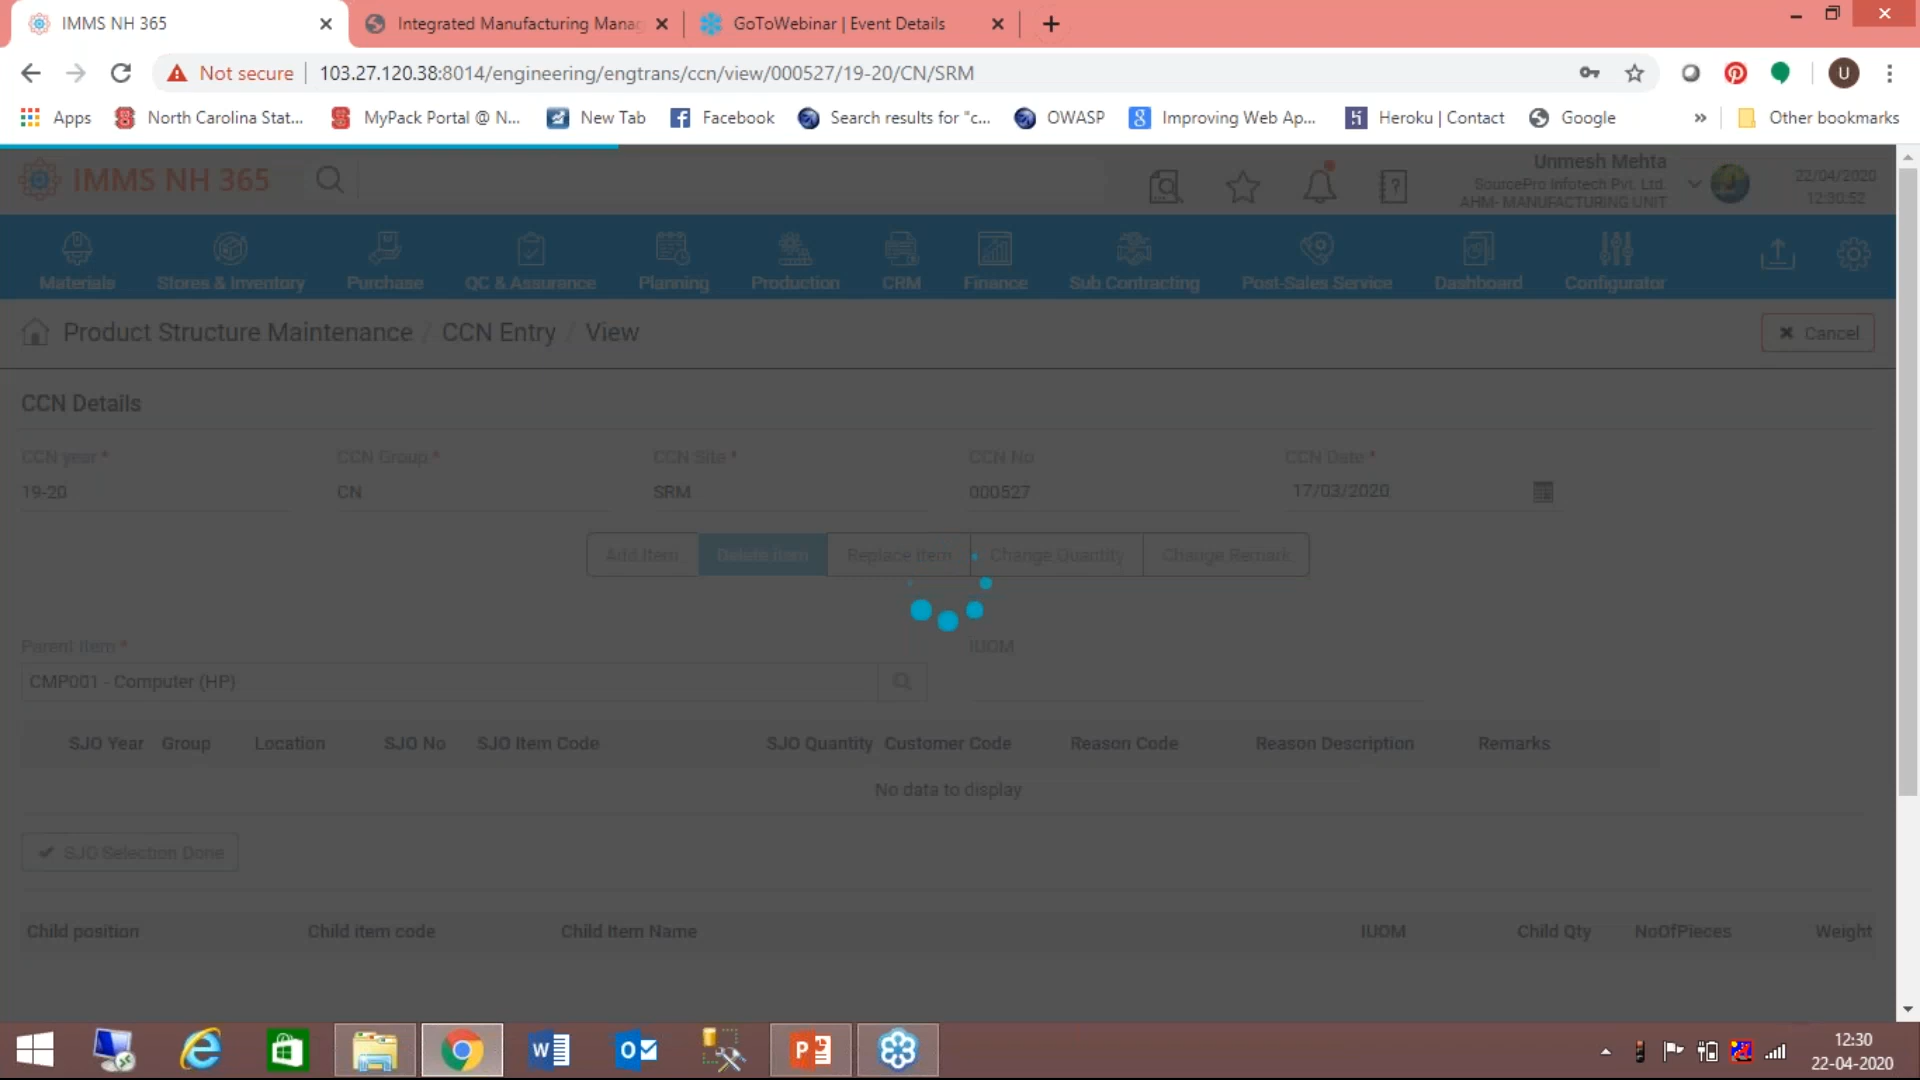 IMMS NH 365
Integrated Manufacturing Manag
GoToWebinar | Event Details
Not secure
103.27.120.38:8014/engineering/engtrans/ccn/view/000527/19-20/CN/SRM
U
Apps
North Carolina Stat...
MyPack Portal @ N...
New Tab
Facebook
Search results for "c...
OWASP
Improving Web Ap...
Heroku | Contact
Google
»
Other bookmarks
IMMS NH 365
Unmesh Mehta
SourcePro Infotech Pvt. Ltd.
AHM- MANUFACTURING UNIT
22/04/2020
12:30:52
Materials
Stores & Inventory
Purchase
QC & Assurance
Planning
Production
CRM
Finance
Sub Contracting
Post-Sales Service
Dashboard
Configurator
Product Structure Maintenance / CCN Entry / View
Cancel
CCN Details
CCN year *
CCN Group *
CCN Site *
CCN No
CCN Date *
19-20
CN
SRM
000527
17/03/2020
Add Item
Delete item
Replace Item
Change Quantity
Change Remark
Parent Item *
IUOM
CMP001 - Computer (HP)
SJO Year
Group
Location
SJO No
SJO Item Code
SJO Quantity
Customer Code
Reason Code
Reason Description
Remarks
No data to display
SJO Selection Done
Child position
Child item code
Child Item Name
IUOM
Child Qty
NoOfPieces
Weight
12:30
22-04-2020